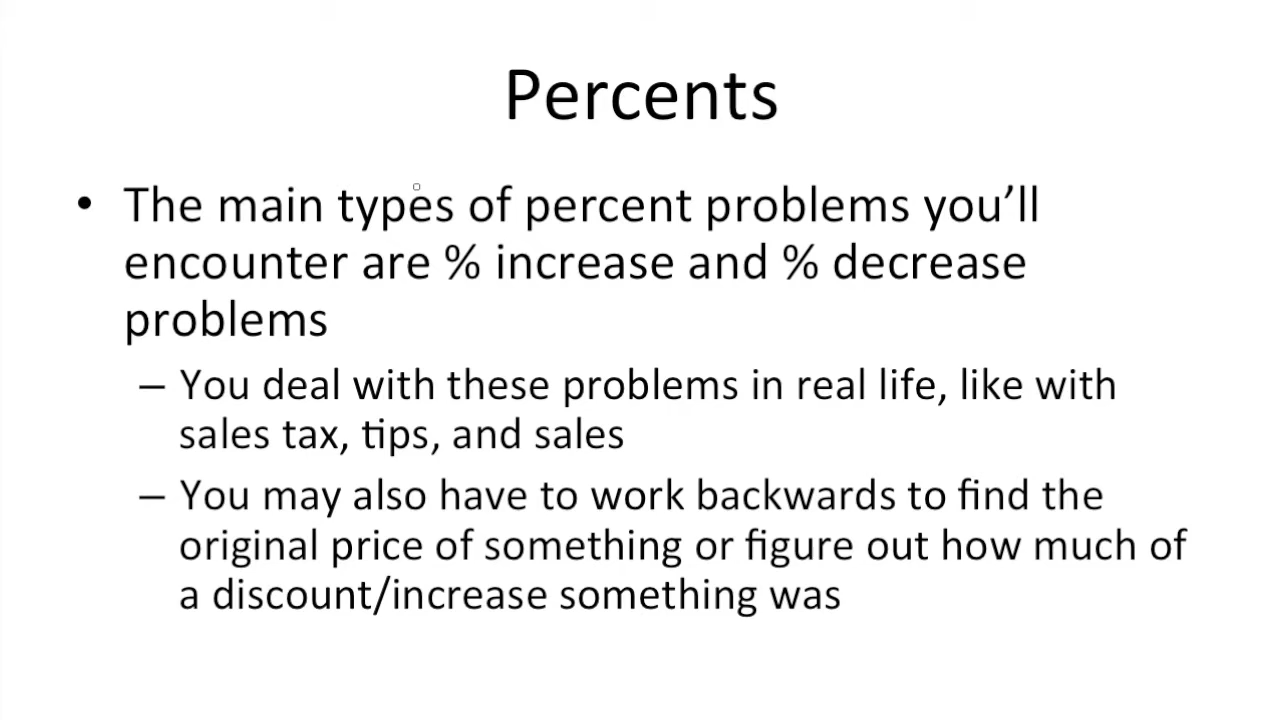 Percents
• The main types of percent problems you’ll
encounter are % increase and % decrease
problems
– You deal with these problems in real life, like with
sales tax, tips, and sales
– You may also have to work backwards to find the
original price of something or figure out how much of
a discount/increase something was